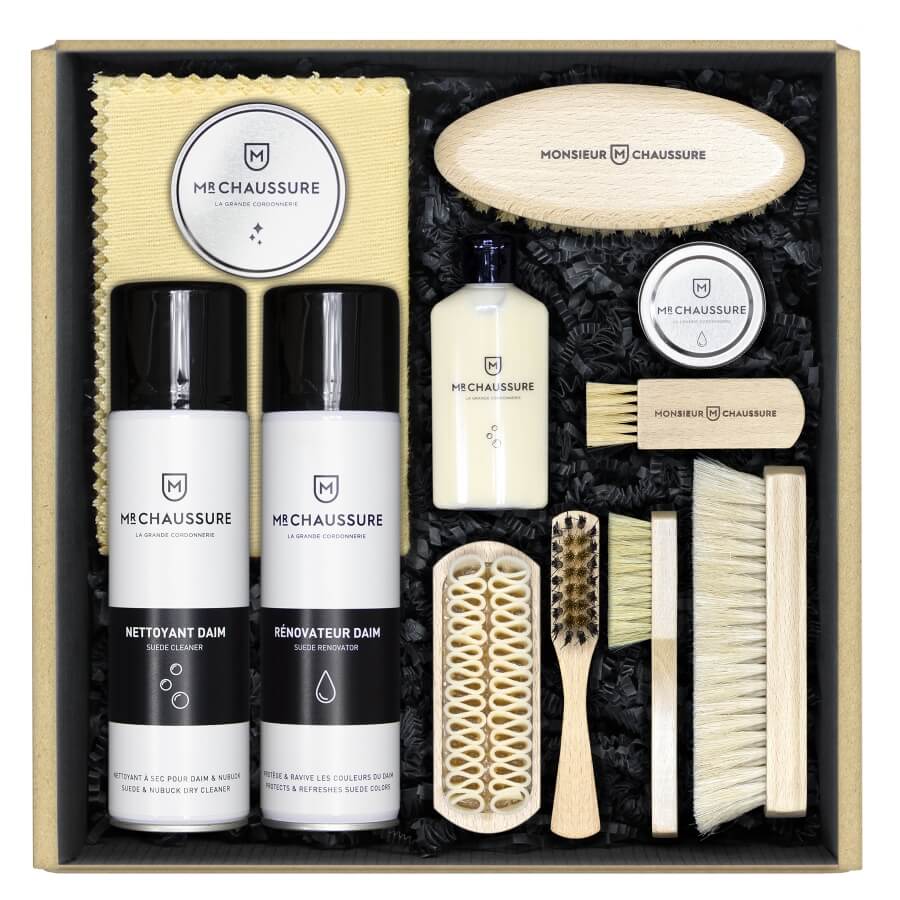 M
MR CHAUSSURE
LA GRANDE CORDONNERIE
MONSIEUR M CHAUSSURE
M
MR CHAUSSURE
LA GRANDE CORDONNERIE
M
MR CHAUSSURE
LA GRANDE CORDONNERIE
MONSIEUR M CHAUSSURE
M
MR CHAUSSURE
LA GRANDE CORDONNERIE
NETTOYANT DAIM
SUEDE CLEANER
NETTOYANT À SEC POUR DAIM & NUBUCK
SUEDE & NUBUCK DRY CLEANER
M
MR CHAUSSURE
LA GRANDE CORDONNERIE
RÉNOVATEUR DAIM
SUEDE RENOVATOR
PROTÈGE & RAVIVE LES COULEURS DU DAIM
PROTECTS & REFRESHES SUEDE COLORS